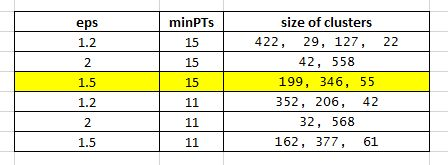 eps minPTs size of clusters
1.2 15 422, 29, 127, 22
2 15 42, 558
1.5 15 199, 346, 55
1.2 11 352, 206, 42
2 11 32, 568
1.5 11 162, 377, 61